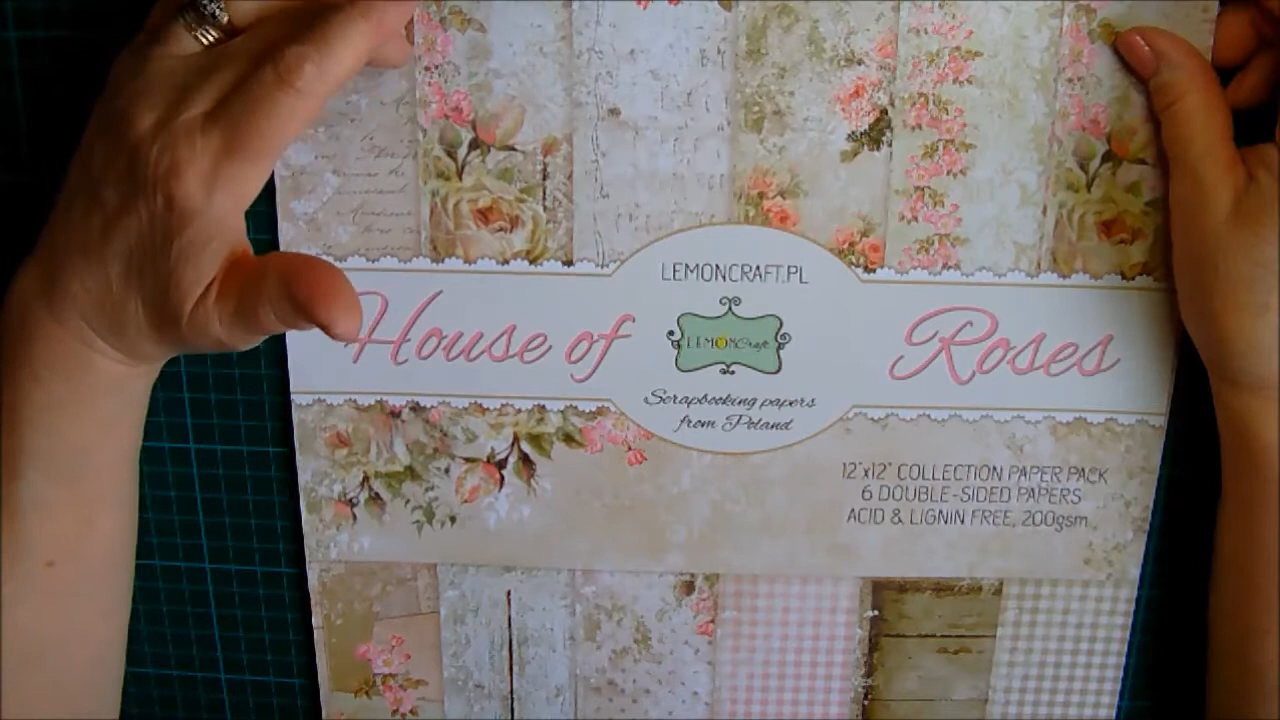 LEMONCRAFT.PL
House of Roses
LEMONCraft
Scrapbooking papers
from Poland
12"x12" COLLECTION PAPER PACK
6 DOUBLE-SIDED PAPERS
ACID & LIGNIN FREE, 200gsm